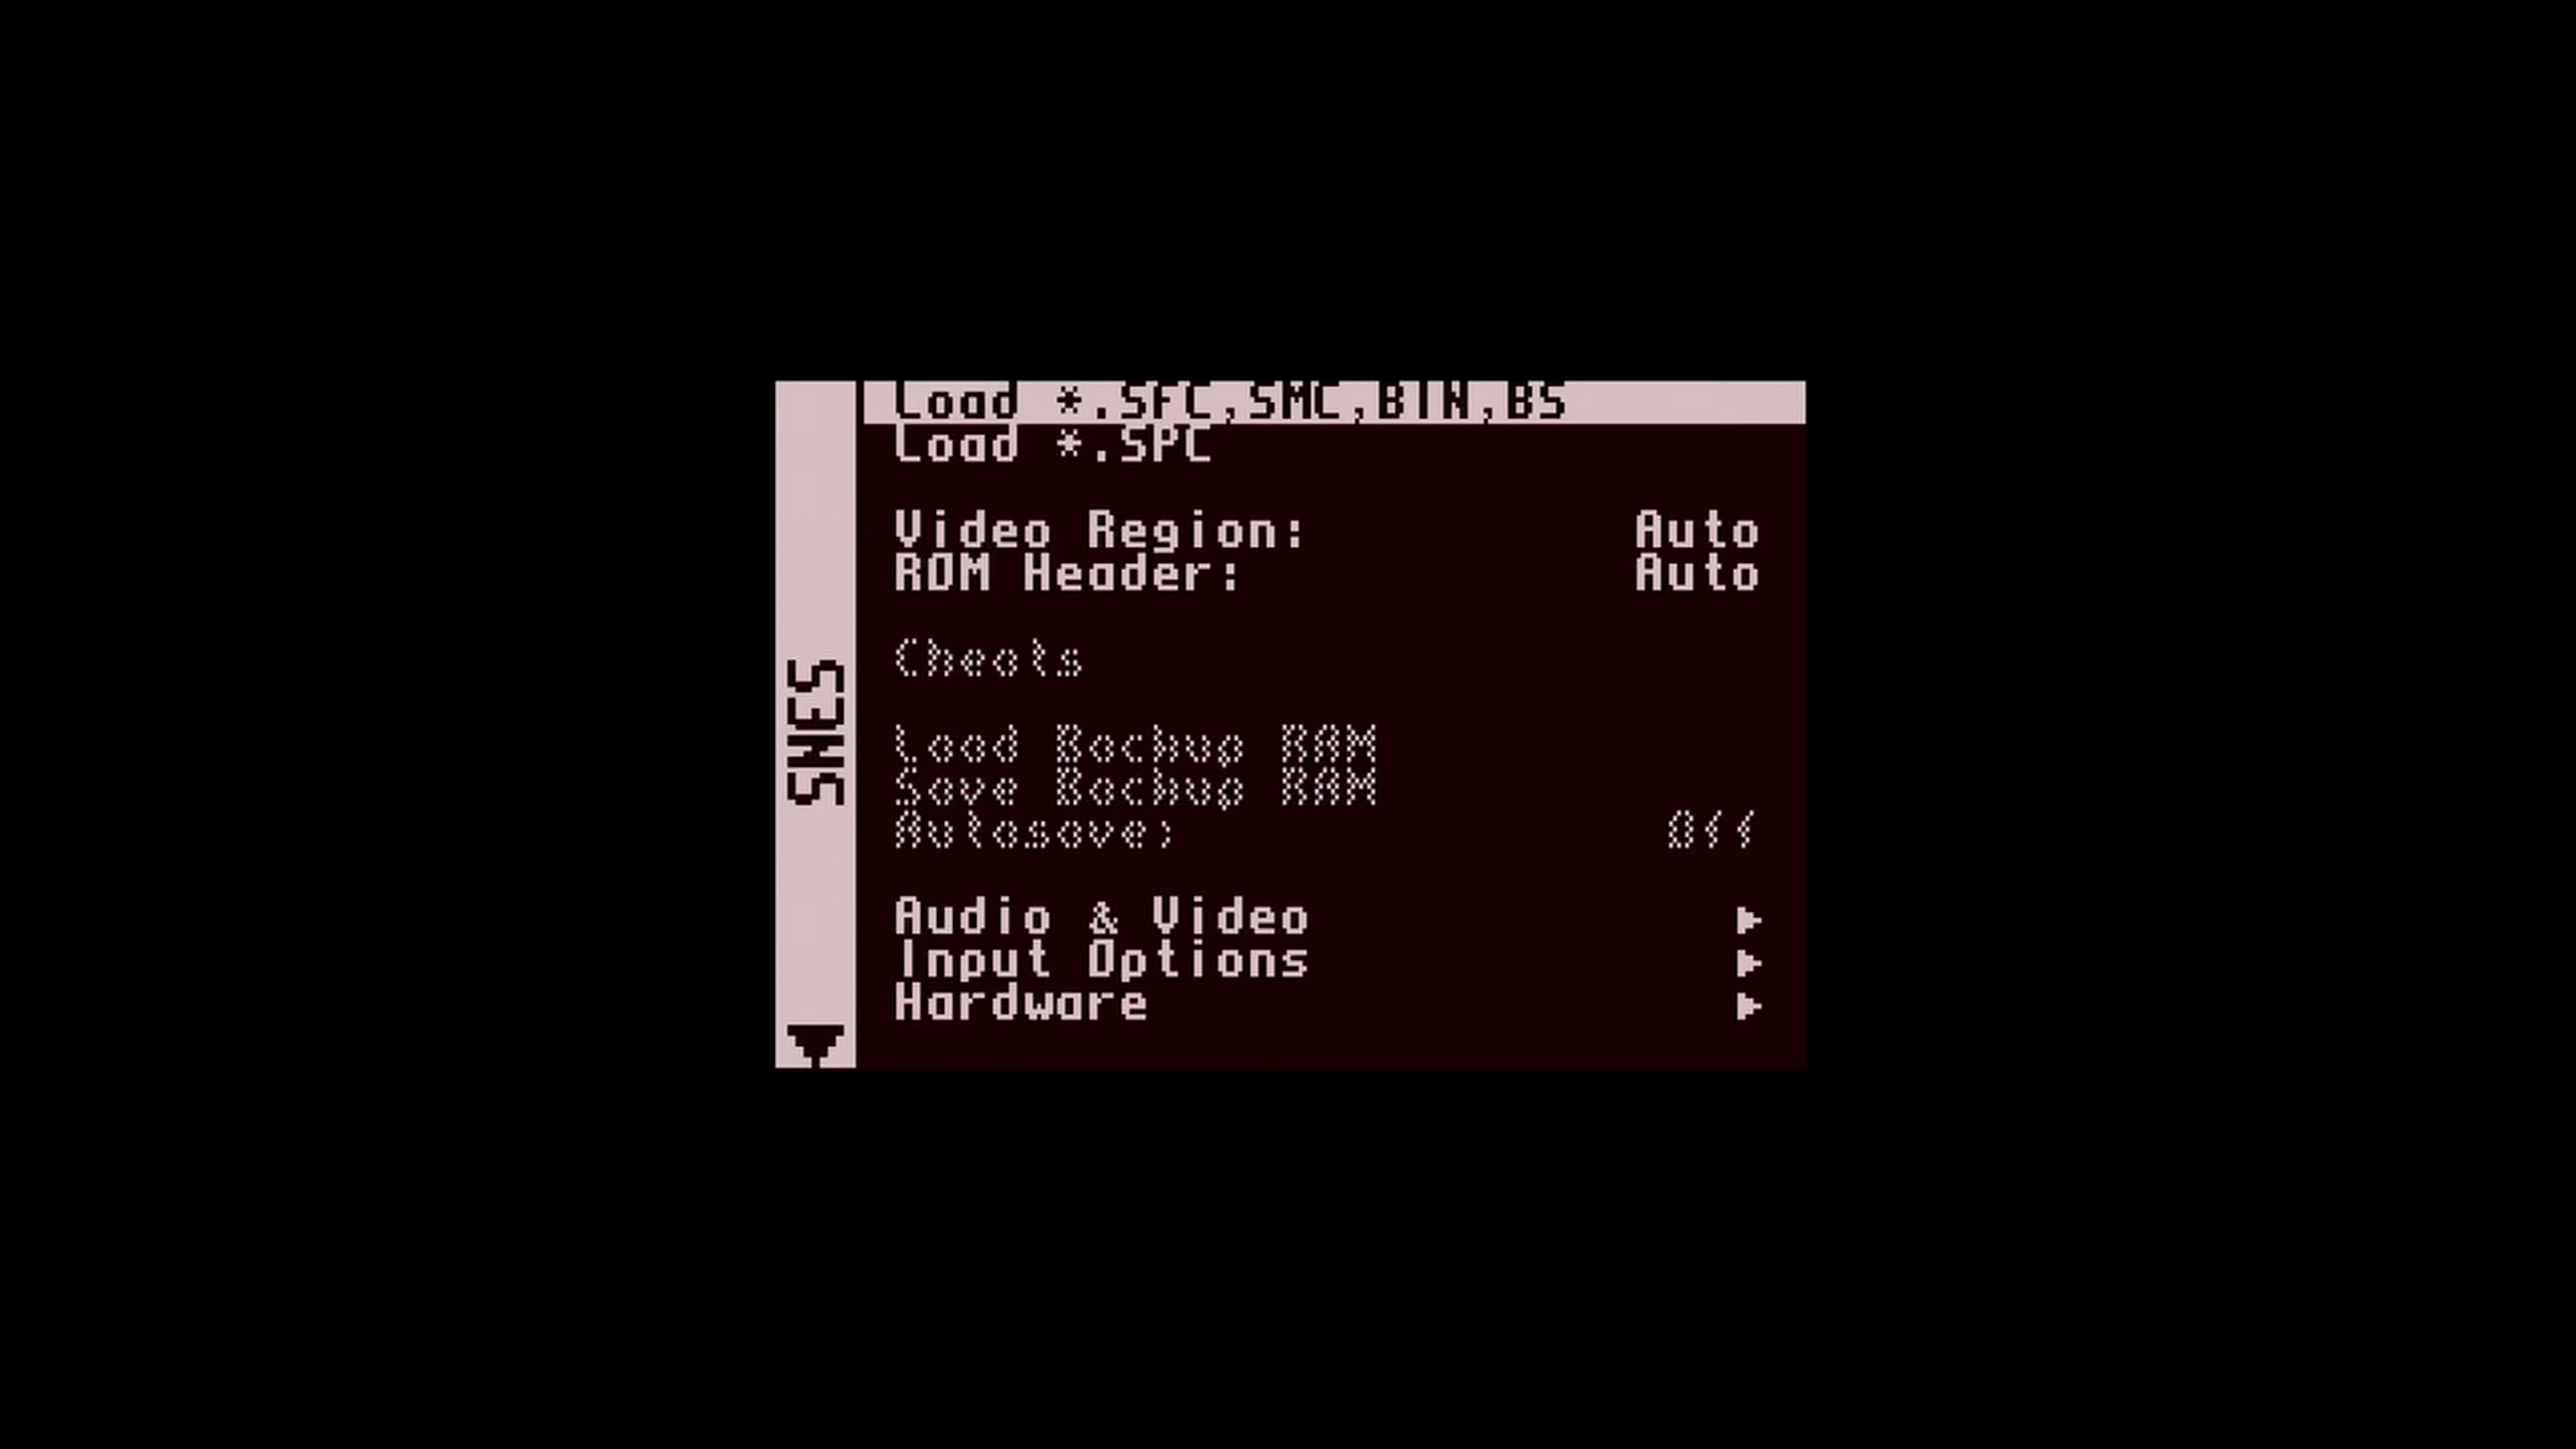 SNES
Load *.SFC,SMC,BIN,BS
Load *.SPC
Video Region: Auto
ROM Header: Auto
Cheats
Load Backup RAM
Save Backup RAM
Autosave: Off
Audio & Video
Input Options
Hardware